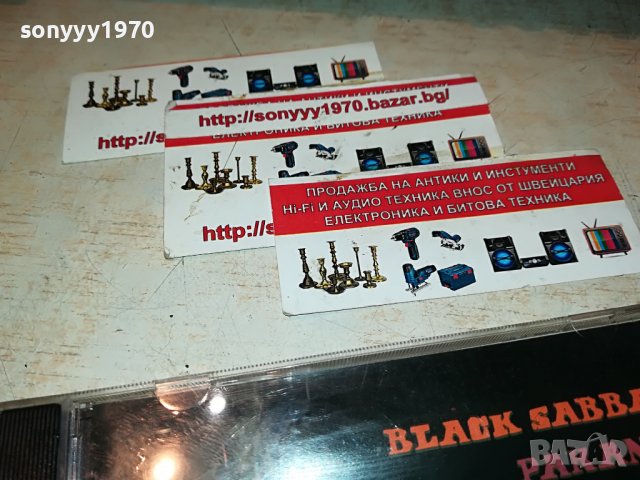 sonyyy1970
http://s
http://sonyyy1970.bazar.bg/
ЕЛЕКТРОНИКА И БИТОВА ТЕХНИКА
http://s
ПРОДАЖБА НА АНТИКИ И ИНСТУМЕНТИ
Hi-Fi И АУДИО ТЕХНИКА ВНОС ОТ ШВЕЙЦАРИЯ
ЕЛЕКТРОНИКА И БИТОВА ТЕХНИКА
BLACK SABBA
BAZAR